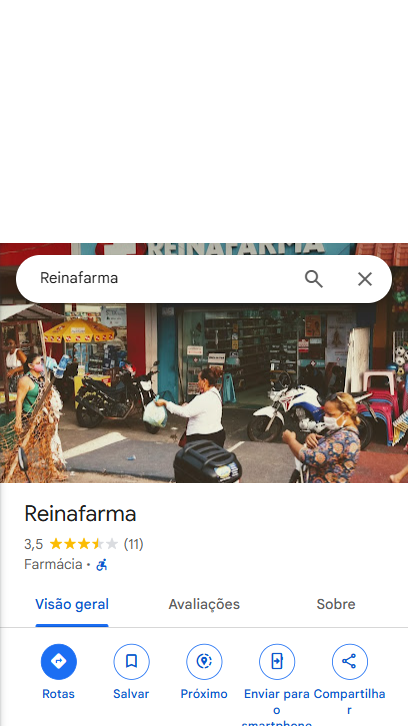 REINAFARMA
Reinafarma
Reinafarma
3,5 (11)
Farmácia •
Visão geral
Avaliações
Sobre
Rotas
Salvar
Próximo
Enviar para o smartphone
Compartilhar